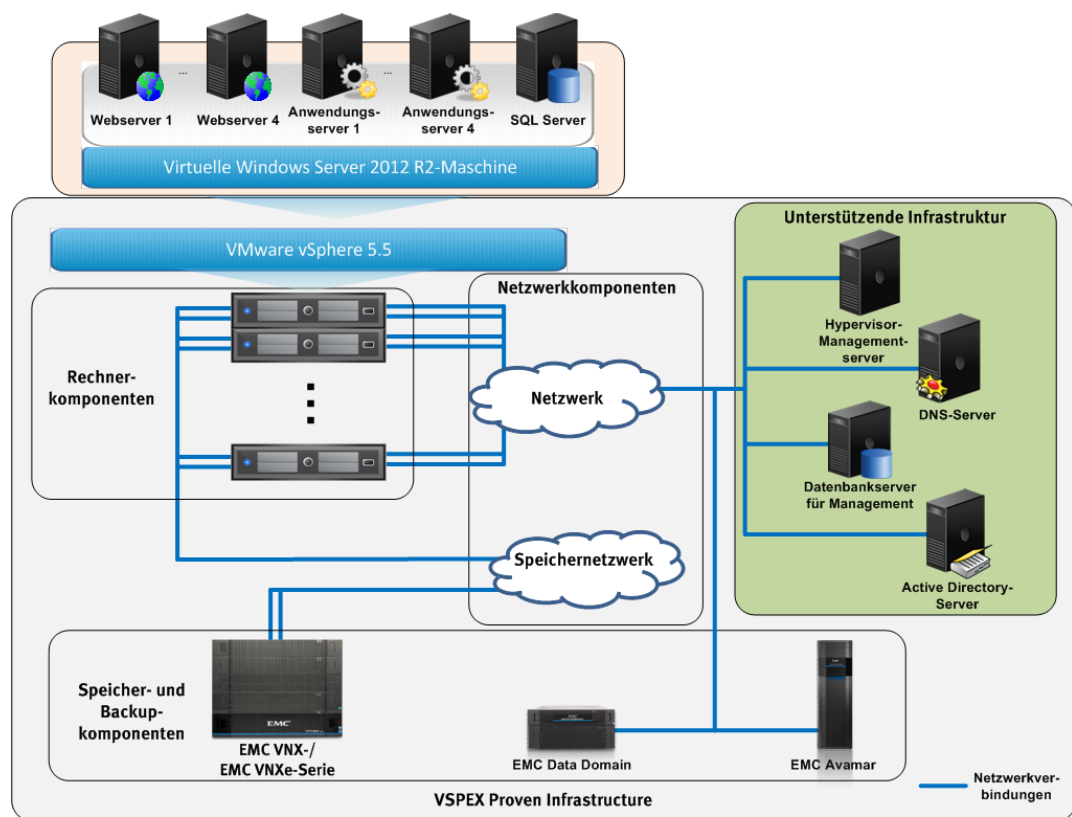 ...
...
Webserver 1
Webserver 4
Anwendungs-
server 1
Anwendungs-
server 4
SQL Server
Virtuelle Windows Server 2012 R2-Maschine
VMware vSphere 5.5
Unterstützende Infrastruktur
Hypervisor-
Management-
server
DNS-Server
Datenbankserver
für Management
Active Directory-
Server
Netzwerkkomponenten
Netzwerk
Speichernetzwerk
Rechner-
komponenten
Speicher- und
Backup-
komponenten
EMC²
EMC VNX-/
EMC VNXe-Serie
EMC Data Domain
EMC Avamar
VSPEX Proven Infrastructure
Netzwerkver-
bindungen